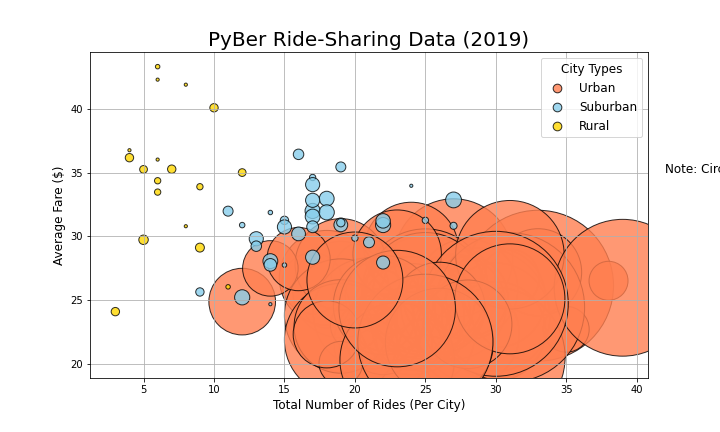 PyBer Ride-Sharing Data (2019)
City Types
Urban
Suburban
Rural
Note:
Average Fare ($)
40
35
30
25
20
5 10 15 20 25 30 35 40
Total Number of Rides (Per City)